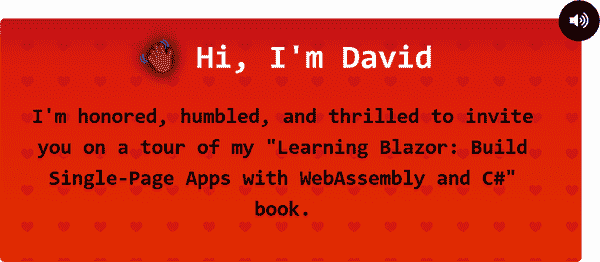 Hi, I'm David
I'm honored, humbled, and thrilled to invite
you on a tour of my "Learning Blazor: Build
Single-Page Apps with WebAssembly and C#"
book.